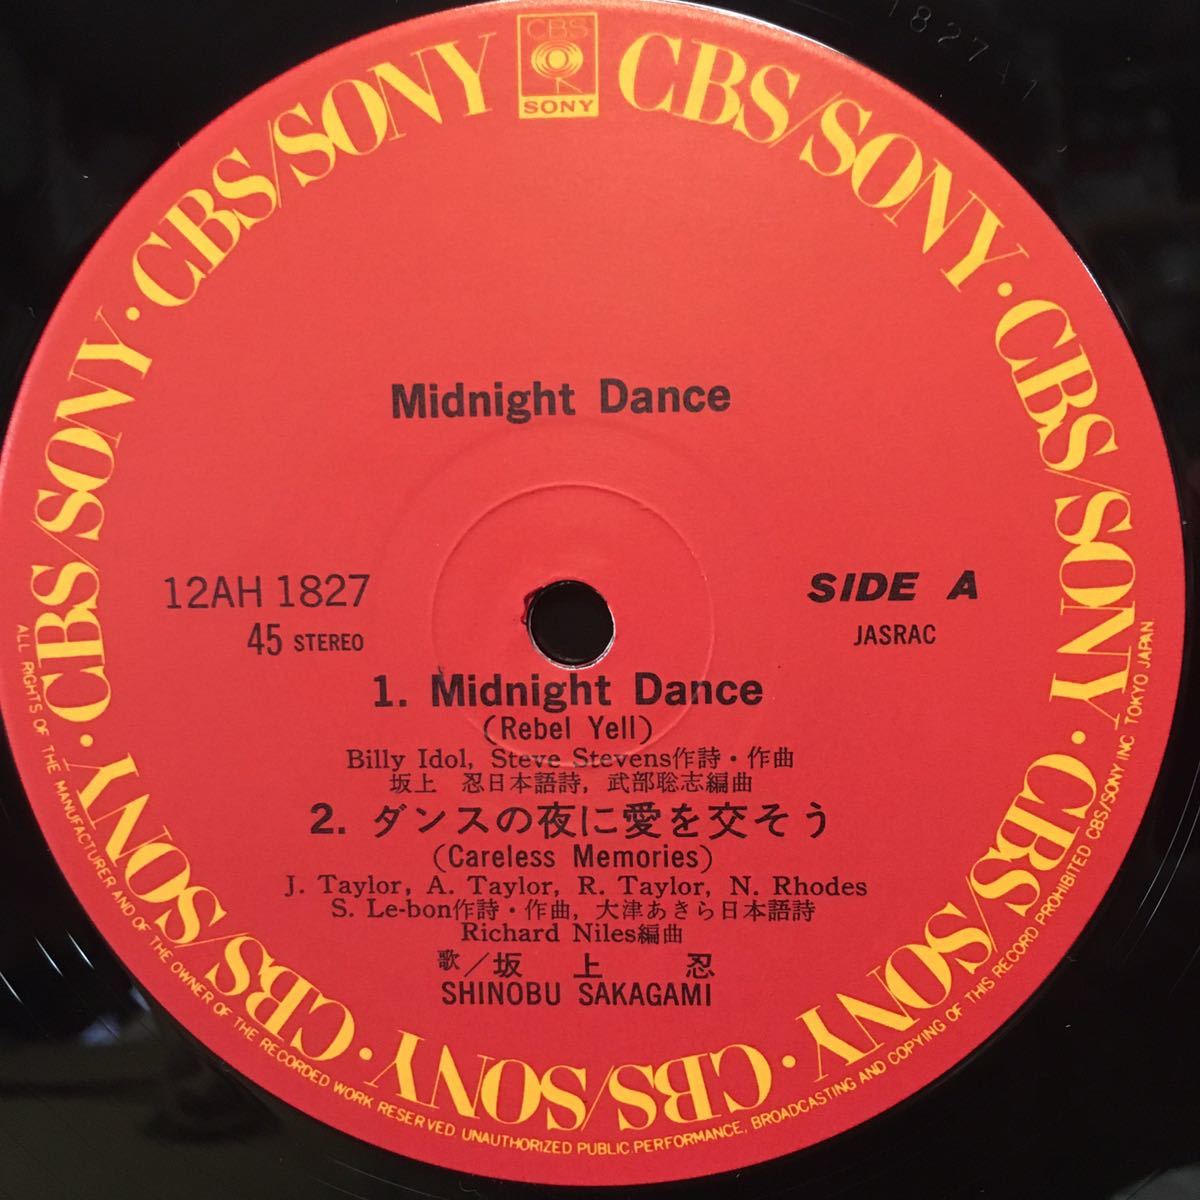 CBS
SONY
CBS/SONY · CBS/SONY · CBS/SONY · CBS/SONY · CBS/SONY · CBS/SONY · CBS/SONY · CBS/SONY
Midnight Dance
12AH 1827
45 STEREO
SIDE A
JASRAC
1. Midnight Dance
(Rebel Yell)
Billy Idol, Steve Stevens作詩・作曲
坂上 忍日本語詩, 武部聡志編曲
2. ダンスの夜に愛を交そう
(Careless Memories)
J. Taylor, A. Taylor, R. Taylor, N. Rhodes
S. Le-bon作詩・作曲, 大津あきら日本語詩
Richard Niles編曲
歌/坂上 忍
SHINOBU SAKAGAMI
ALL RIGHTS OF THE MANUFACTURER AND OF THE OWNER OF THE RECORDED WORK RESERVED. UNAUTHORIZED PUBLIC PERFORMANCE, BROADCASTING AND COPYING OF THIS RECORD PROHIBITED CBS/SONY INC. TOKYO JAPAN